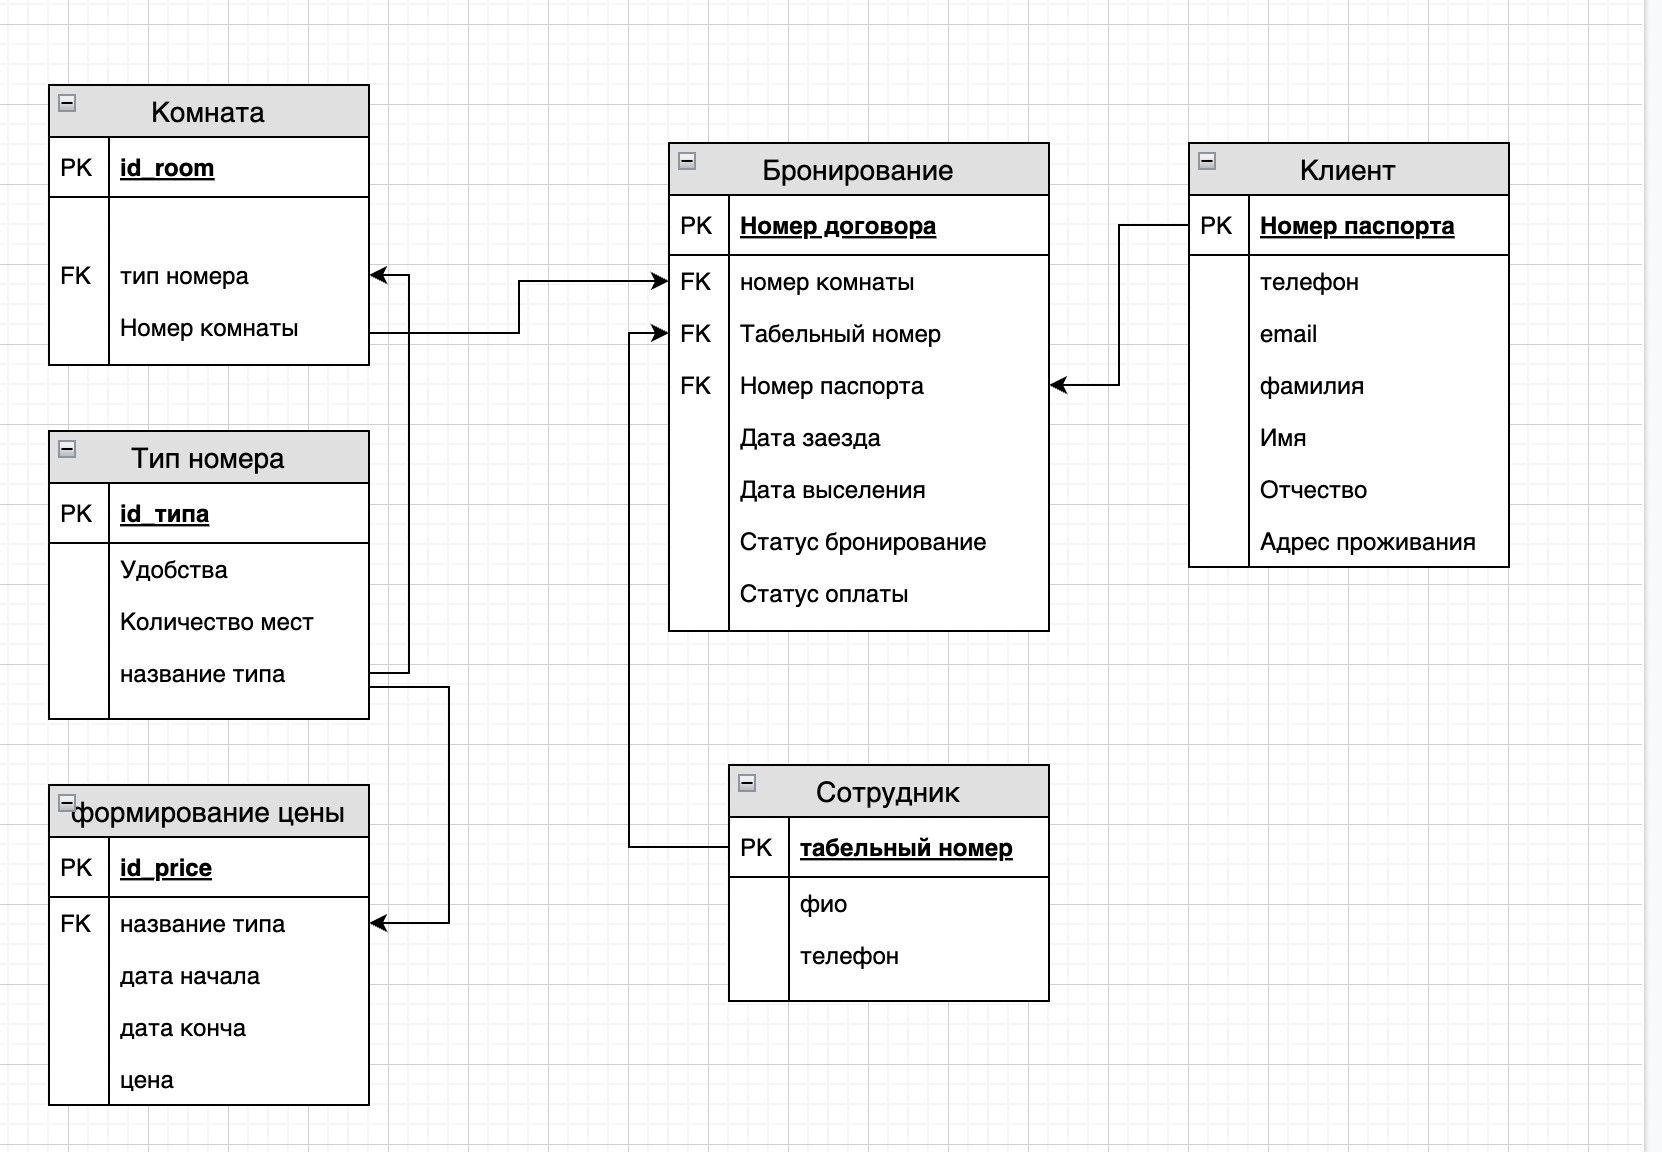 Комната
PK id_room
FK тип номера
Номер комнаты
Тип номера
PK id_типа
Удобства
Количество мест
название типа
формирование цены
PK id_price
FK название типа
дата начала
дата конча
цена
Бронирование
PK Номер договора
FK номер комнаты
FK Табельный номер
FK Номер паспорта
Дата заезда
Дата выселения
Статус бронирование
Статус оплаты
Клиент
PK Номер паспорта
телефон
email
фамилия
Имя
Отчество
Адрес проживания
Сотрудник
PK табельный номер
фио
телефон